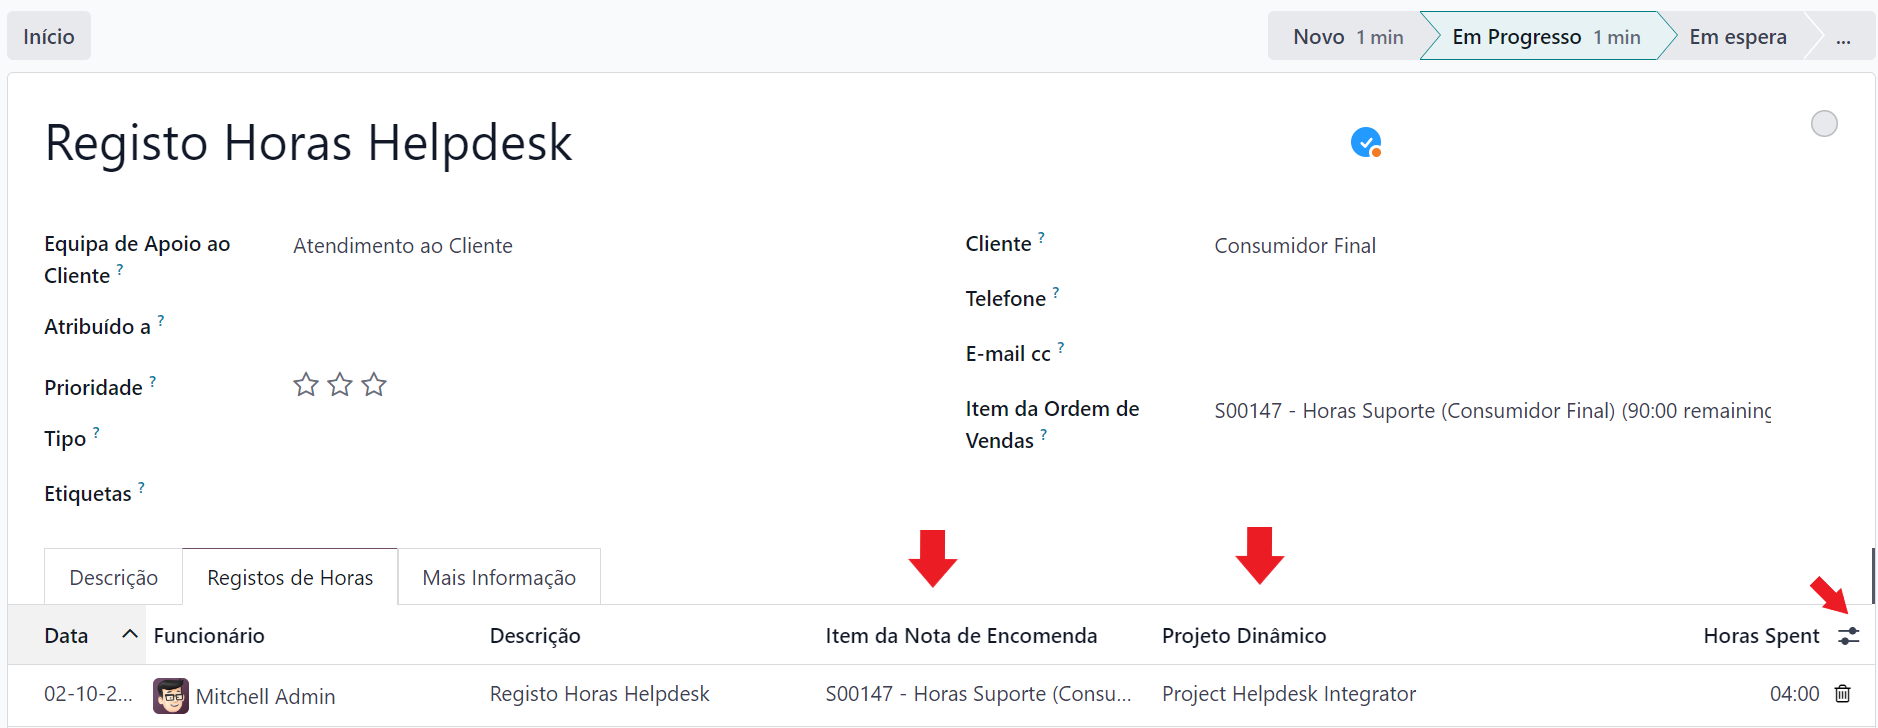 Início
Novo 1 min Em Progresso 1 min Em espera ...
Registo Horas Helpdesk
Equipa de Apoio ao Cliente ? Atendimento ao Cliente
Atribuído a ?
Prioridade ?
Tipo ?
Etiquetas ?
Cliente ? Consumidor Final
Telefone ?
E-mail cc ?
Item da Ordem de Vendas ? S00147 - Horas Suporte (Consumidor Final) (90:00 remaining
Descrição Registos de Horas Mais Informação
Data Funcionário Descrição Item da Nota de Encomenda Projeto Dinâmico Horas Spent
02-10-2... Mitchell Admin Registo Horas Helpdesk S00147 - Horas Suporte (Consu... Project Helpdesk Integrator 04:00